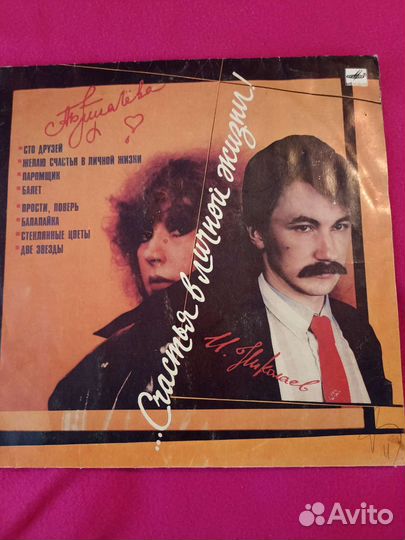 А Пугачёва
СТО ДРУЗЕЙ
ЖЕЛАЮ СЧАСТЬЯ В ЛИЧНОЙ ЖИЗНИ
ПАРОМЩИК
БАЛЕТ
ПРОСТИ, ПОВЕРЬ
БАЛАЛАЙКА
СТЕКЛЯННЫЕ ЦВЕТЫ
ДВЕ ЗВЕЗДЫ
...Счастья в личной жизни!
И. Николаев
Avito